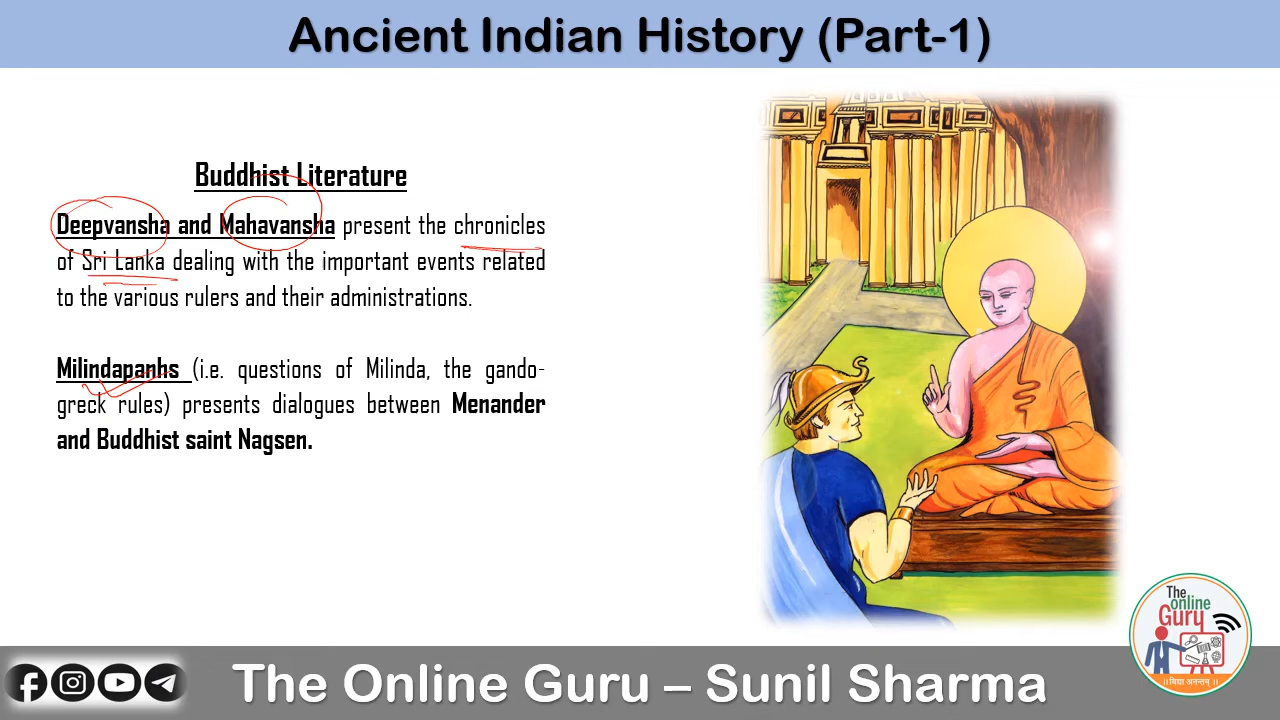 Ancient Indian History (Part-1)
Buddhist Literature
Deepvansha and Mahavansha present the chronicles
of Sri Lanka dealing with the important events related
to the various rulers and their administrations.
Milindapanhs (i.e. questions of Milinda, the gando-
greck rules) presents dialogues between Menander
and Buddhist saint Nagsen.
The
online
Guru
॥ विद्या अनन्तम् ॥
The Online Guru – Sunil Sharma